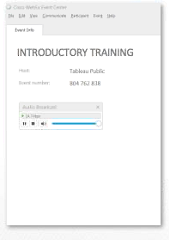 Cisco WebEx Event Center
File Edit View Communicate Participant Event Help
Event Info
INTRODUCTORY TRAINING
Host: Tableau Public
Event number: 804 762 838
Audio Broadcast